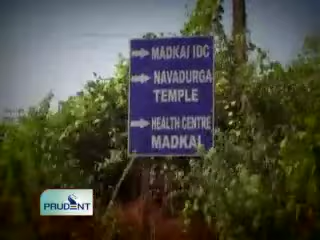 MADKAI IDC
NAVADURGA
TEMPLE
HEALTH CENTRE
MADKAI
PRUDENT